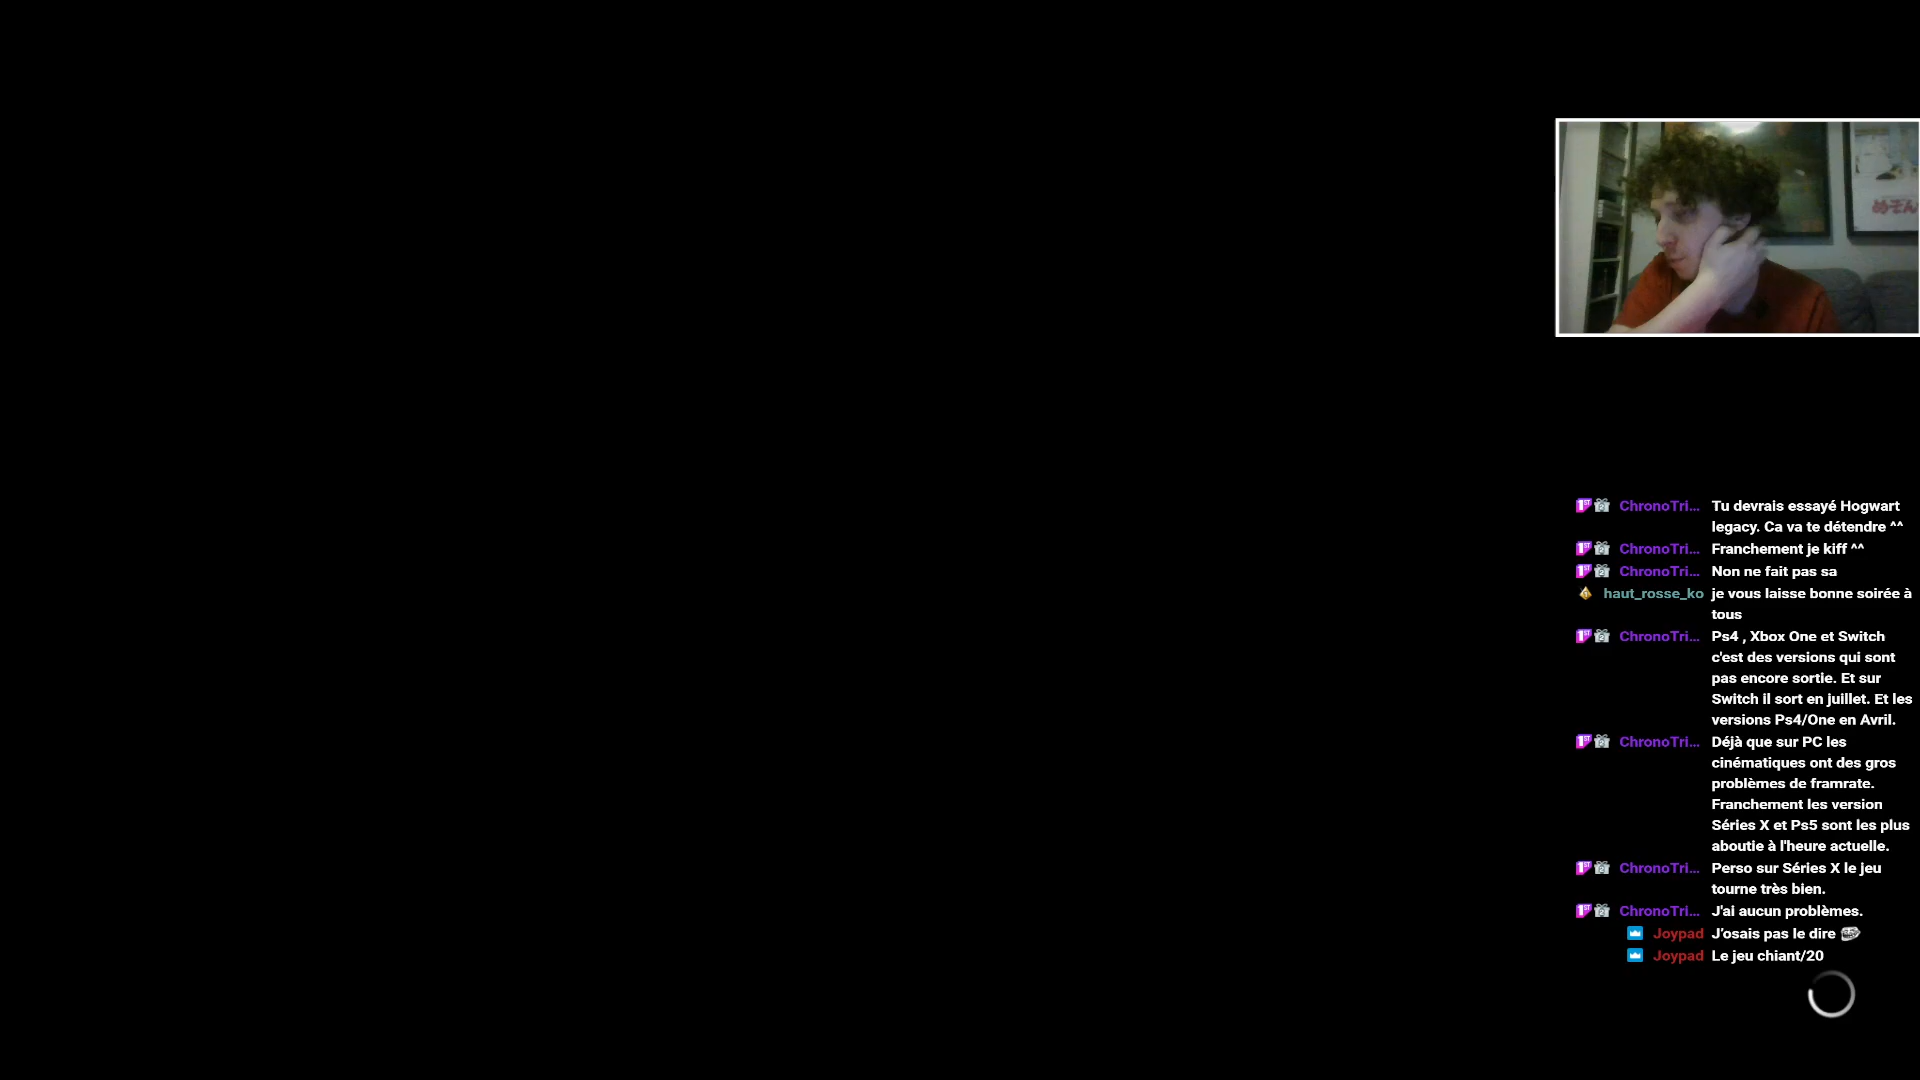 めぞん
ChronoTri... Tu devrais essayé Hogwart
legacy. Ca va te détendre ^^
ChronoTri... Franchement je kiff ^^
ChronoTri... Non ne fait pas sa
haut_rosse_ko je vous laisse bonne soirée à
tous
ChronoTri... Ps4 , Xbox One et Switch
c'est des versions qui sont
pas encore sortie. Et sur
Switch il sort en juillet. Et les
versions Ps4/One en Avril.
ChronoTri... Déjà que sur PC les
cinématiques ont des gros
problèmes de framrate.
Franchement les version
Séries X et Ps5 sont les plus
aboutie à l'heure actuelle.
ChronoTri... Perso sur Séries X le jeu
tourne très bien.
ChronoTri... J'ai aucun problèmes.
Joypad J'osais pas le dire
Joypad Le jeu chiant/20